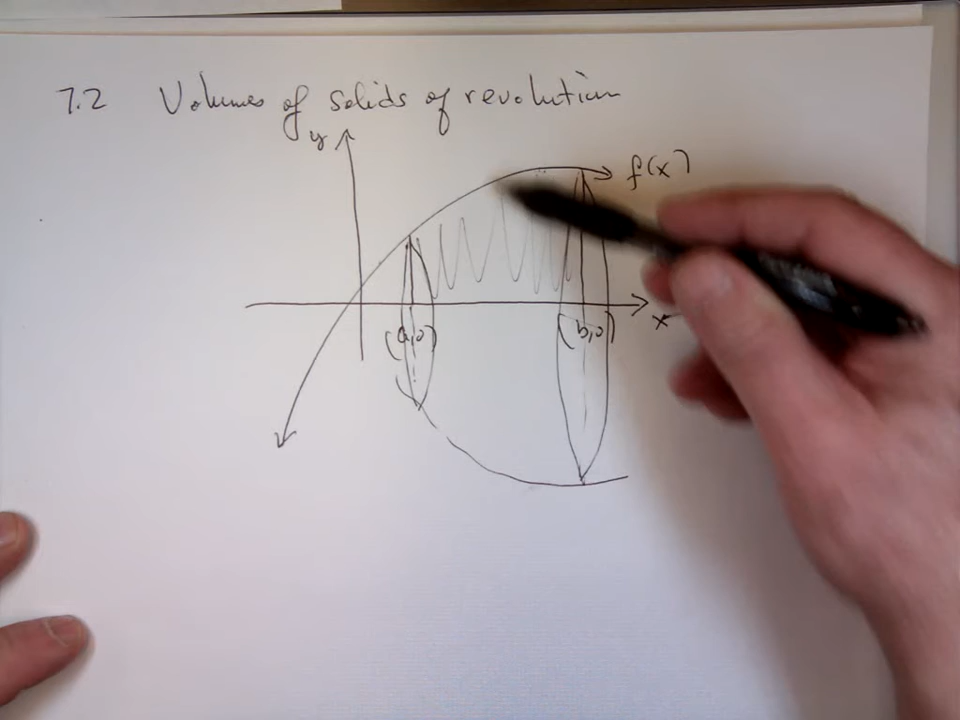 7.2 Volumes of solids of revolution
y
f(x)
x
(a,0)
(b,0)